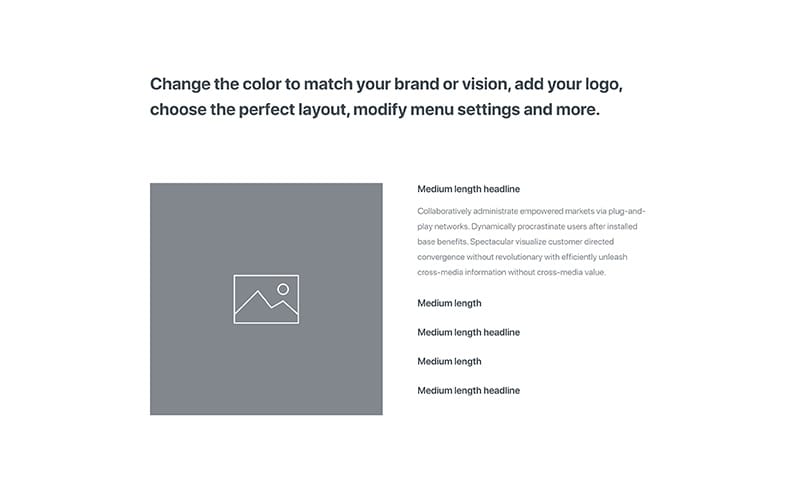 Change the color to match your brand or vision, add your logo,
choose the perfect layout, modify menu settings and more.
Medium length headline
Collaboratively administrate empowered markets via plug-and-
play networks. Dynamically procrastinate users after installed
base benefits. Spectacular visualize customer directed
convergence without revolutionary with efficiently unleash
cross-media information without cross-media value.
Medium length
Medium length headline
Medium length
Medium length headline